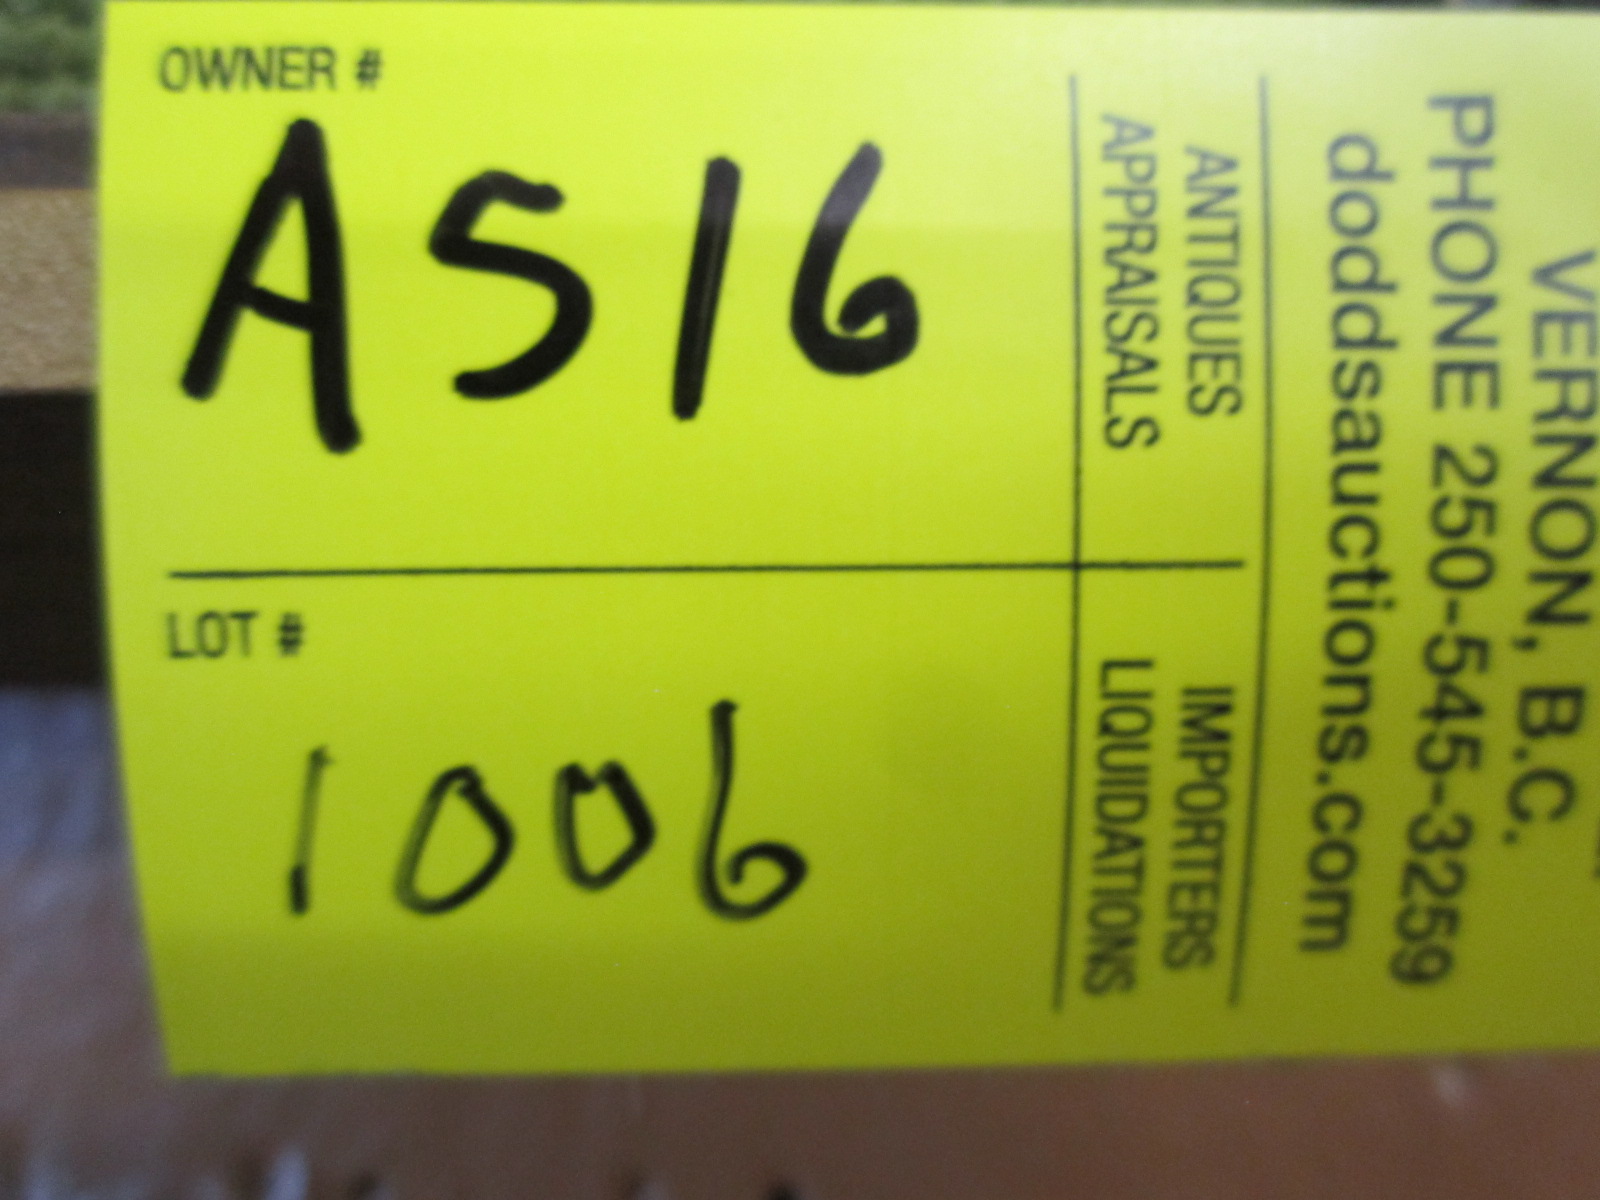 OWNER #
A516
LOT #
1006
ANTIQUES
APPRAISALS
IMPORTERS
LIQUIDATIONS
VERNON, B.C.
PHONE 250-545-3259
doddsauctions.com